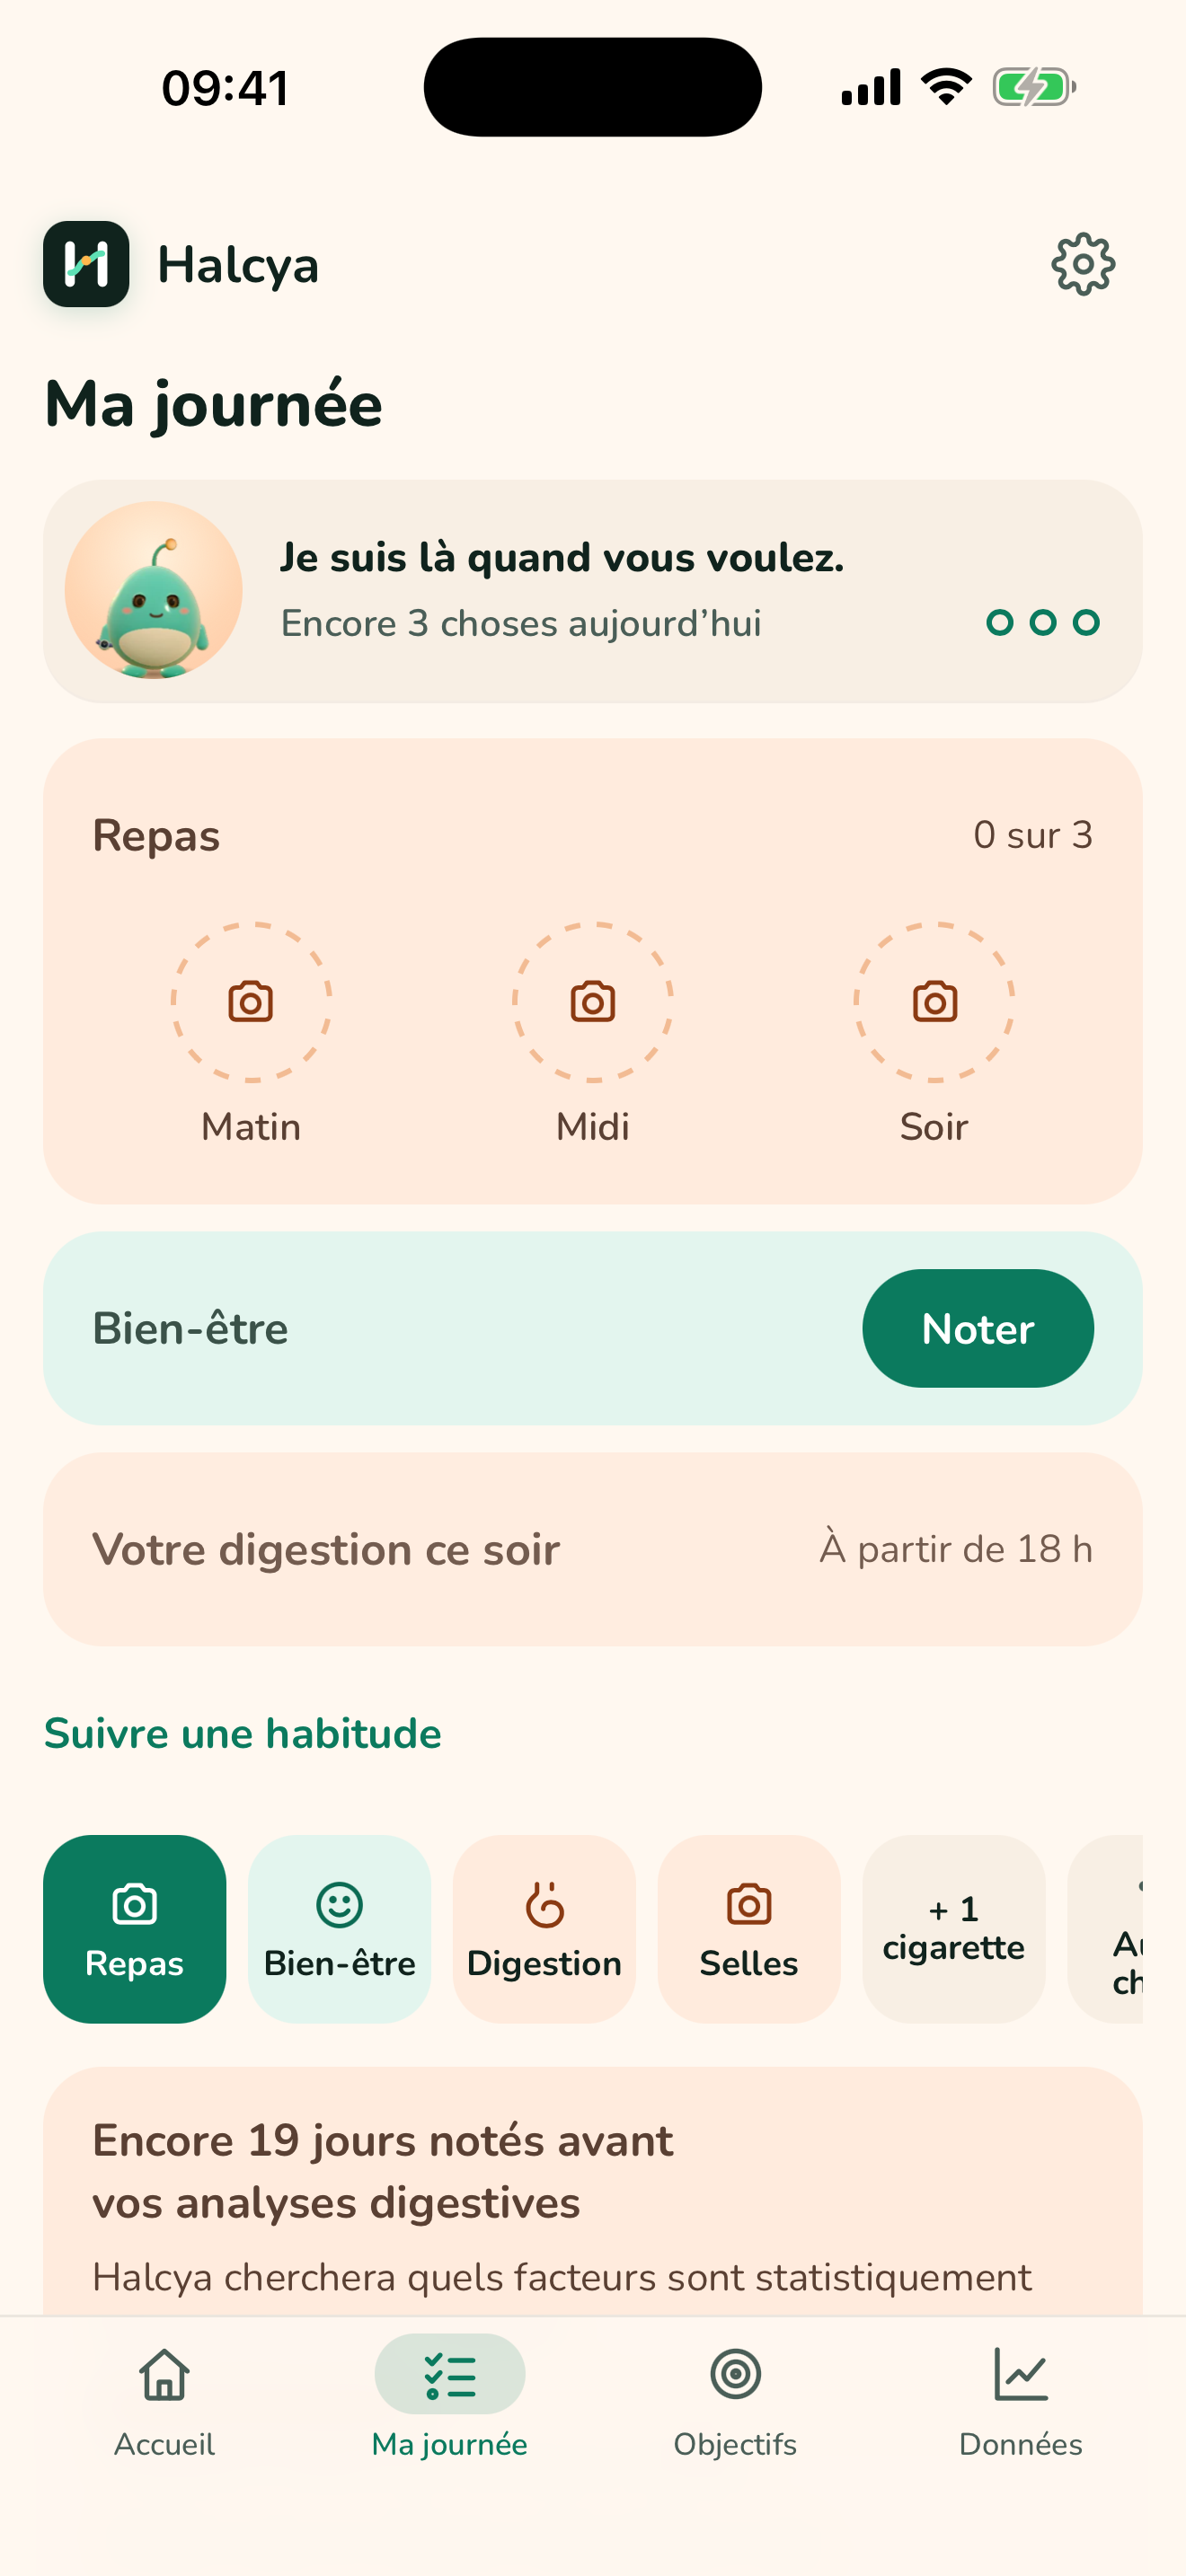 09:41
Halcya
Ma journée
Je suis là quand vous voulez.
Encore 3 choses aujourd’hui
Repas
0 sur 3
Matin
Midi
Soir
Bien-être
Noter
Votre digestion ce soir
À partir de 18 h
Suivre une habitude
Repas
Bien-être
Digestion
Selles
+ 1
cigarette
Encore 19 jours notés avant
vos analyses digestives
Halcya cherchera quels facteurs sont statistiquement
Accueil
Ma journée
Objectifs
Données